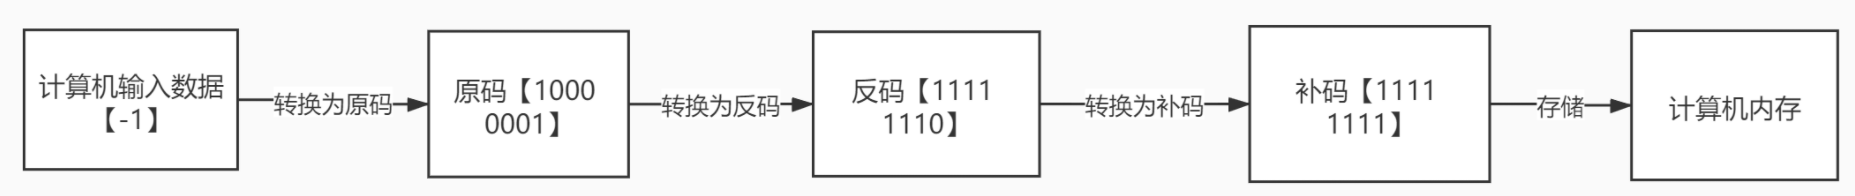 计算机输入数据
【-1】
转换为原码
原码【1000
0001】
转换为反码
反码【1111
1110】
转换为补码
补码【1111
1111】
存储
计算机内存